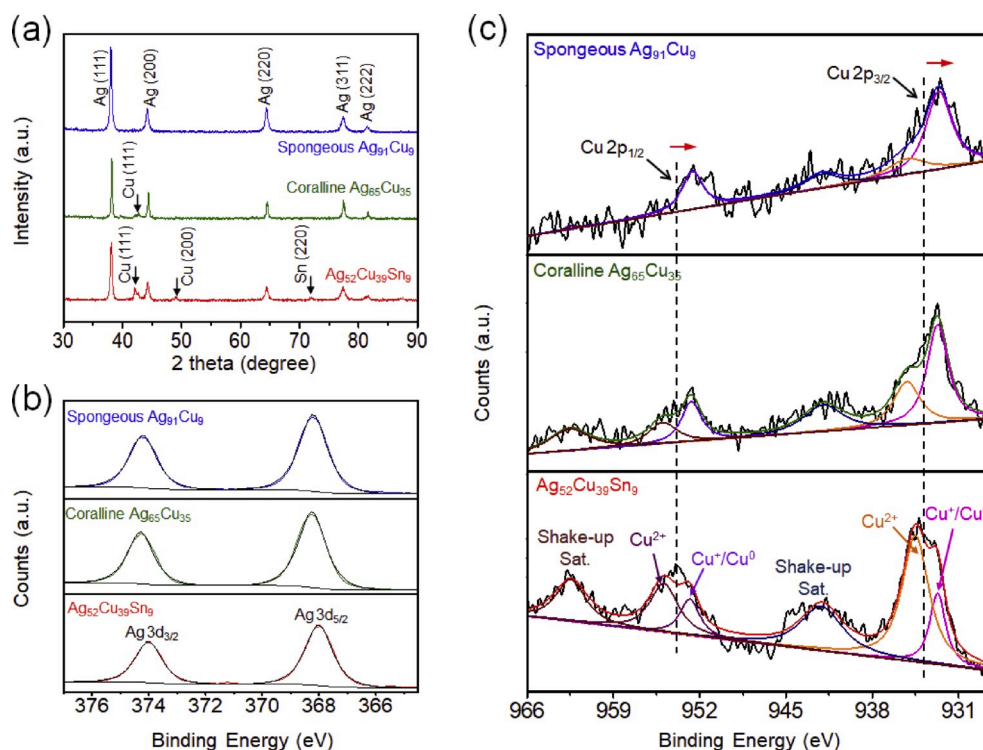 (a)
Intensity (a.u.)
Ag (111)
Ag (200)
Ag (220)
Ag (311)
Ag (222)
Spongeous Ag₉₁Cu₉
Cu (111)
Coralline Ag₆₅Cu₃₅
Cu (111)
Cu (200)
Sn (220)
Ag₅₂Cu₃₉Sn₉
30 40 50 60 70 80 90
2 theta (degree)
(b)
Counts (a.u.)
Spongeous Ag₉₁Cu₉
Coralline Ag₆₅Cu₃₅
Ag₅₂Cu₃₉Sn₉
Ag 3d₃/₂
Ag 3d₅/₂
376 374 372 370 368 366
Binding Energy (eV)
(c)
Counts (a.u.)
Spongeous Ag₉₁Cu₉
Cu 2p₃/₂
Cu 2p₁/₂
Coralline Ag₆₅Cu₃₅
Ag₅₂Cu₃₉Sn₉
Shake-up
Sat.
Cu²⁺
Cu⁺/Cu⁰
Shake-up
Sat.
Cu²⁺
Cu⁺/Cu
966 959 952 945 938 931
Binding Energy (eV)